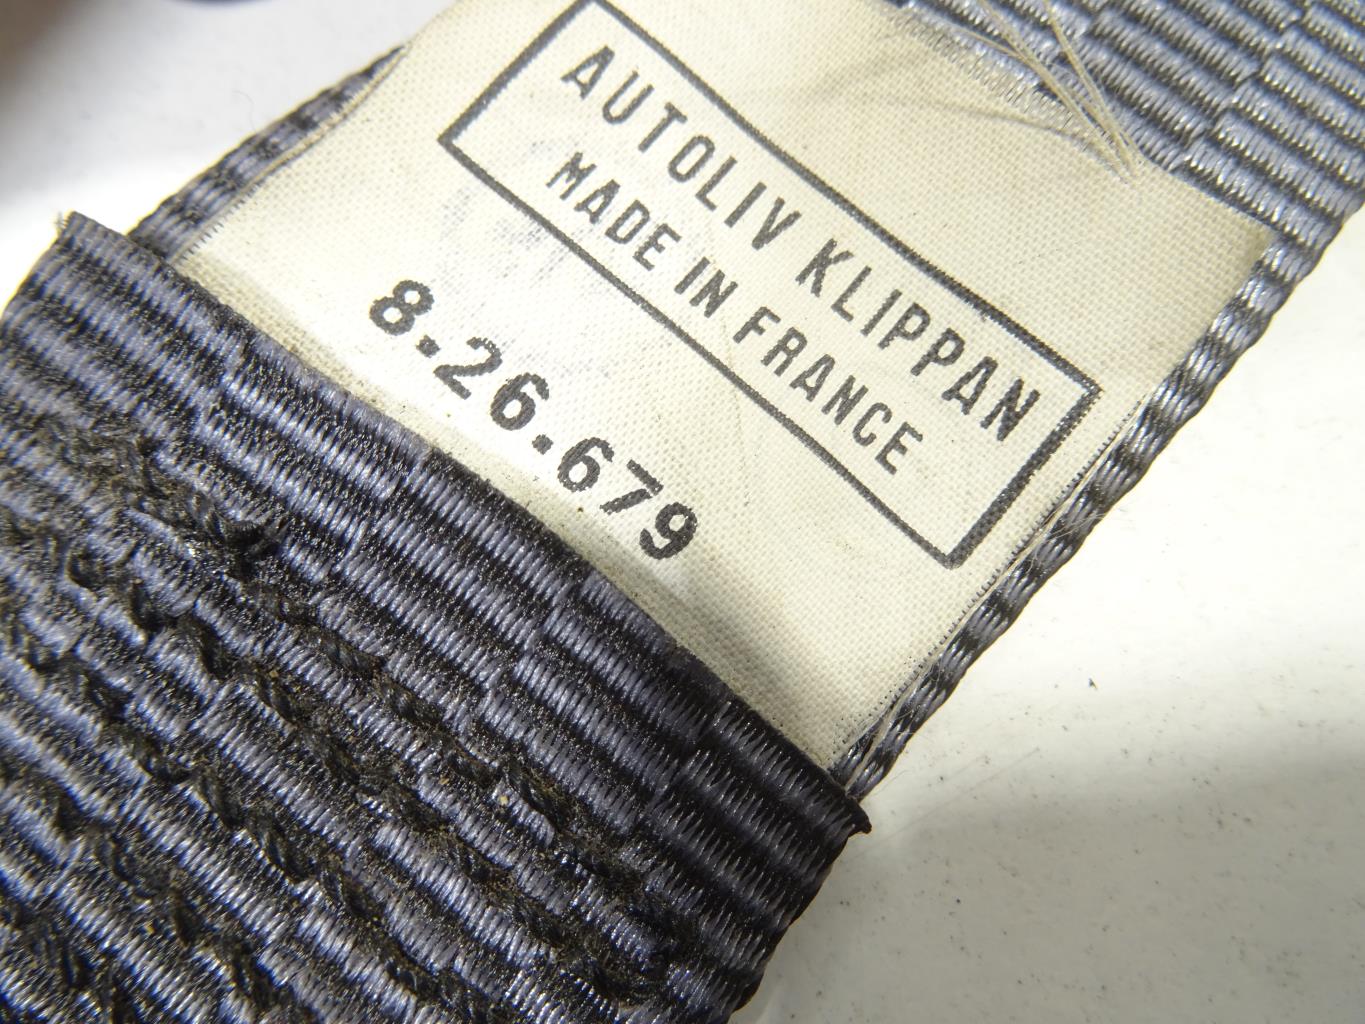 AUTOLIV KLIPPAN
MADE IN FRANCE
8.26.679